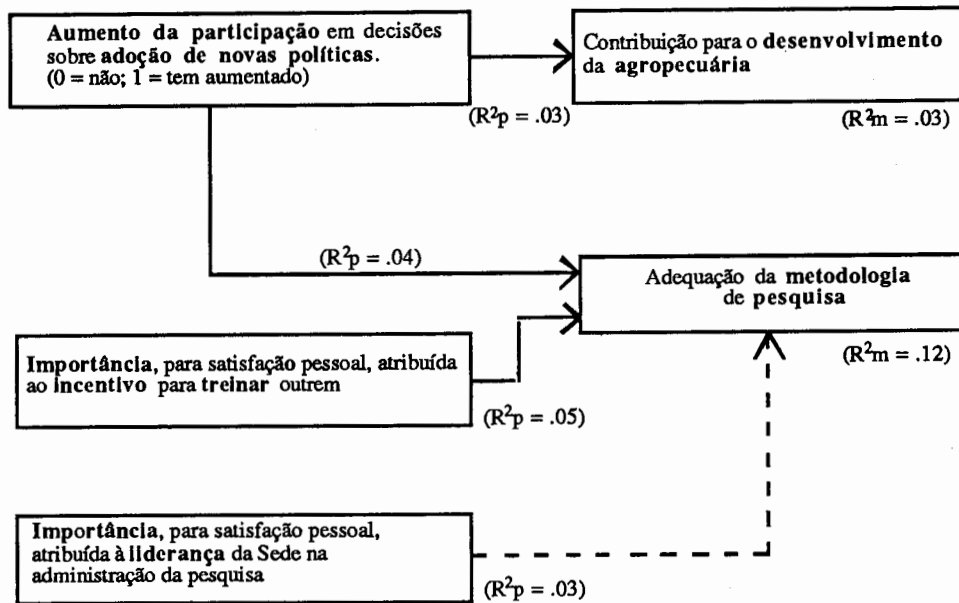 Aumento da participação em decisões
sobre adoção de novas políticas.
(0 = não; 1 = tem aumentado)
(R²p = .03)
Contribuição para o desenvolvimento
da agropecuária
(R²m = .03)
(R²p = .04)
Adequação da metodologia
de pesquisa
(R²m = .12)
Importância, para satisfação pessoal, atribuída
ao incentivo para treinar outrem
(R²p = .05)
Importância, para satisfação pessoal,
atribuída à liderança da Sede na
administração da pesquisa
(R²p = .03)